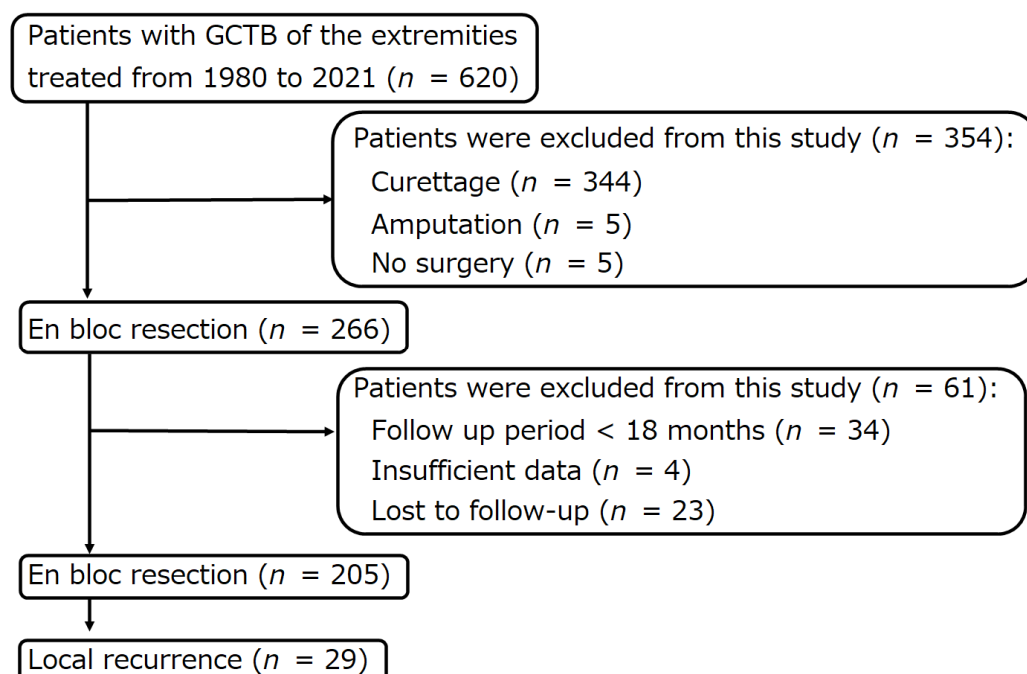 Patients with GCTB of the extremities
treated from 1980 to 2021 (n = 620)
Patients were excluded from this study (n = 354):
Curettage (n = 344)
Amputation (n = 5)
No surgery (n = 5)
En bloc resection (n = 266)
Patients were excluded from this study (n = 61):
Follow up period < 18 months (n = 34)
Insufficient data (n = 4)
Lost to follow-up (n = 23)
En bloc resection (n = 205)
Local recurrence (n = 29)